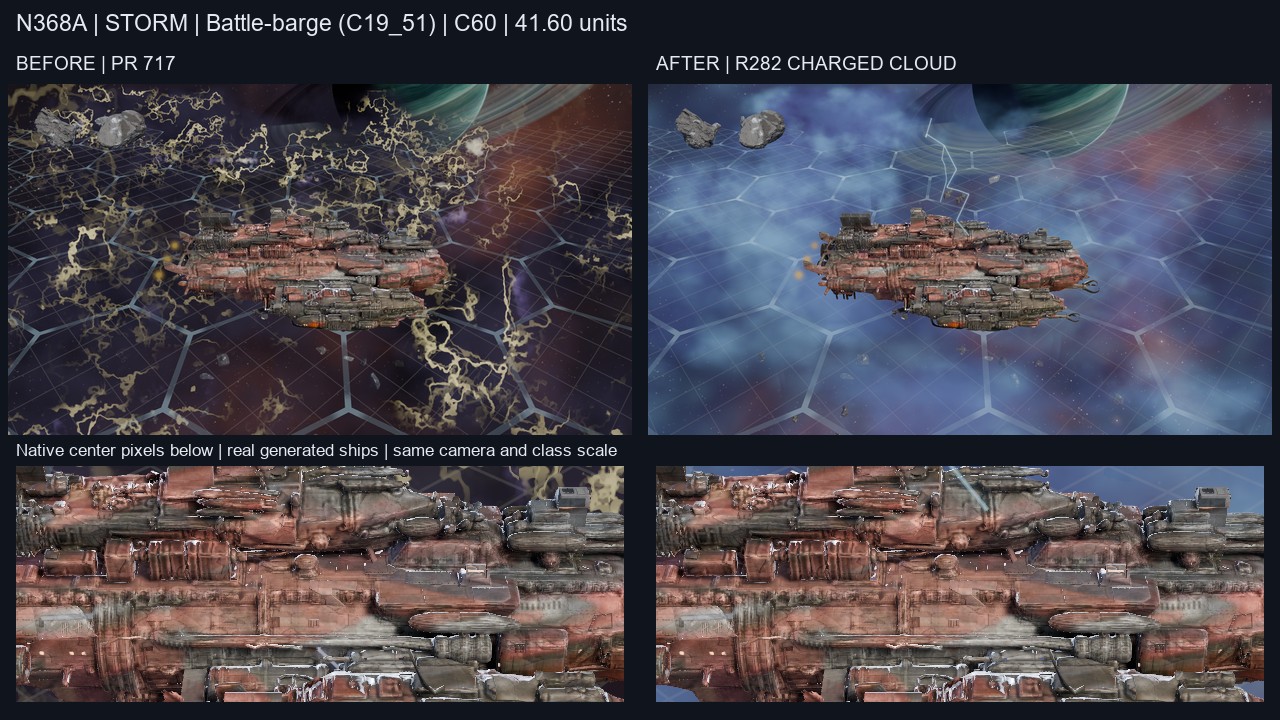 N368A | STORM | Battle-barge (C19_51) | C60 | 41.60 units
BEFORE | PR 717
AFTER | R282 CHARGED CLOUD
Native center pixels below | real generated ships | same camera and class scale